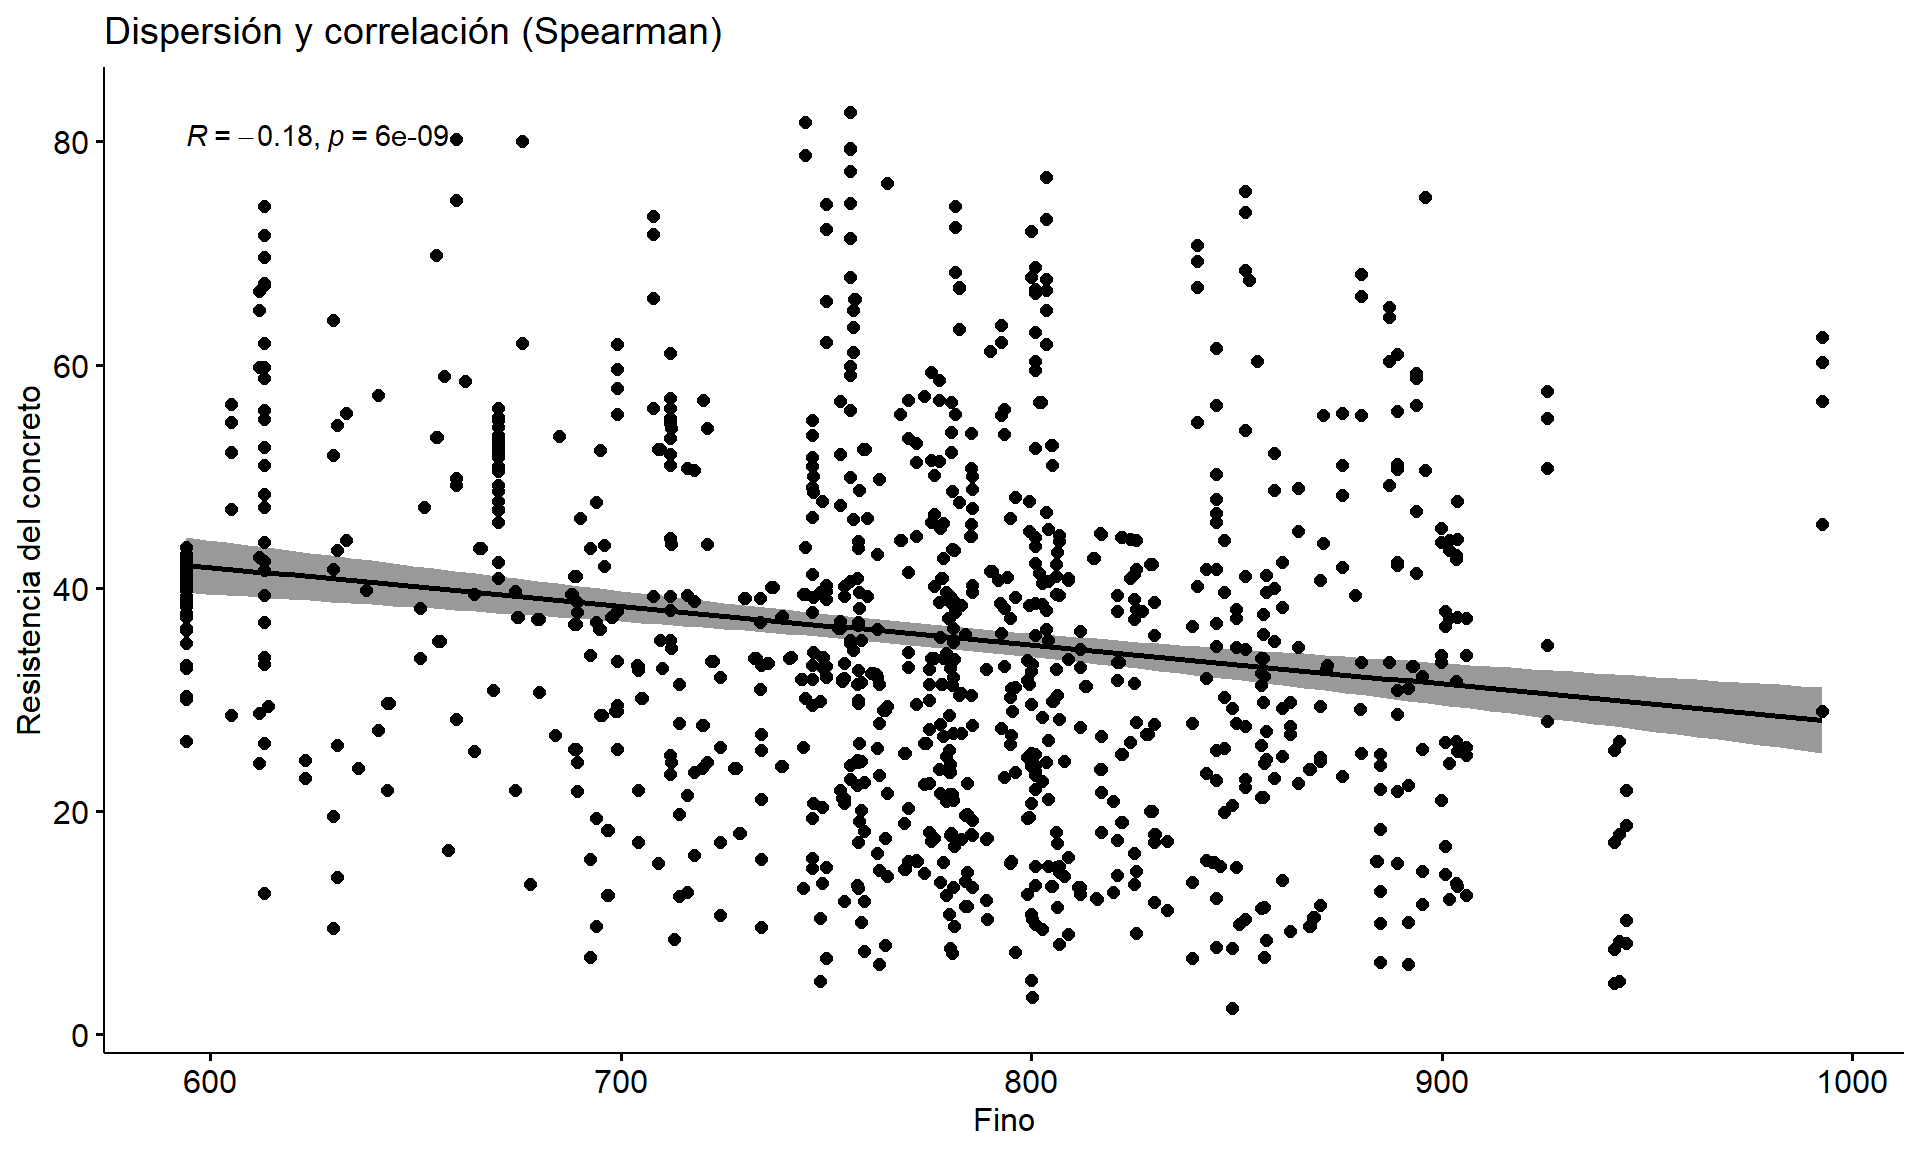 Dispersión y correlación (Spearman)
R = −0.18, p = 6e-09
80
60
40
20
0
Resistencia del concreto
600 700 800 900 1000
Fino